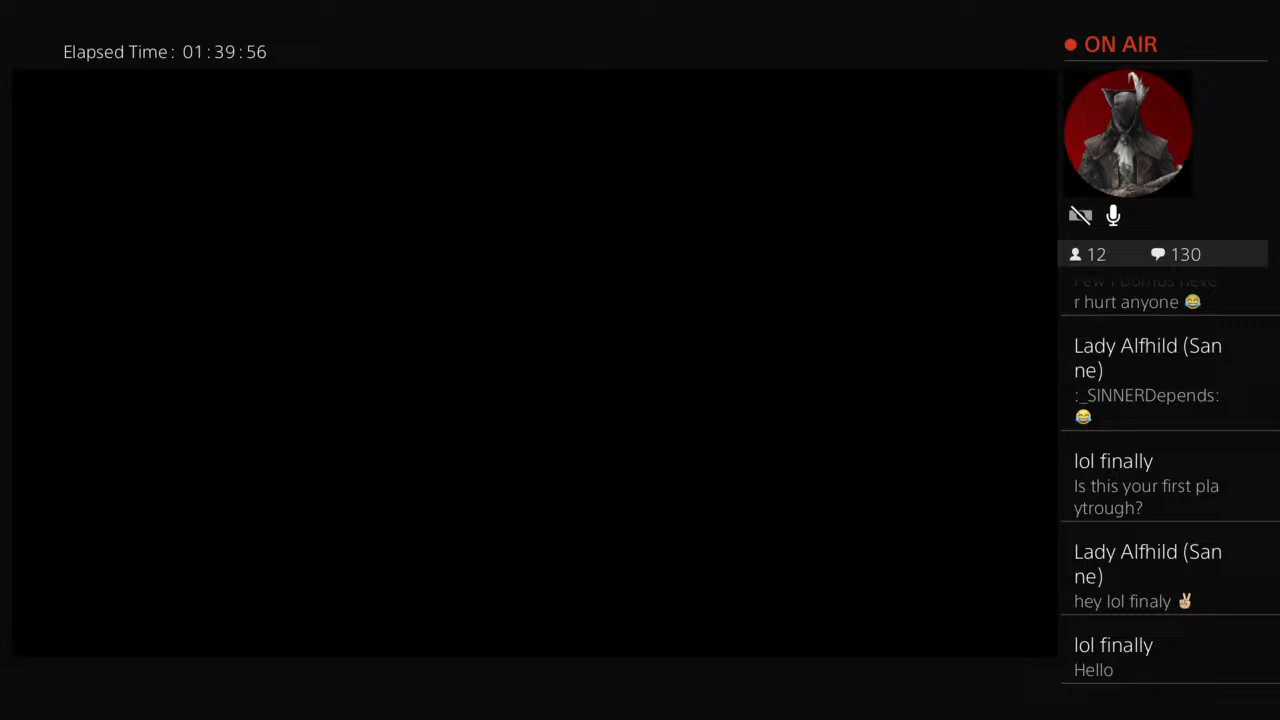 Elapsed Time: 01:39:56
ON AIR
12 130
r hurt anyone 😂
Lady Alfhild (San
ne)
:_SINNERDepends:
😂
lol finally
Is this your first pla
ytrough?
Lady Alfhild (San
ne)
hey lol finaly ✌🏼
lol finally
Hello